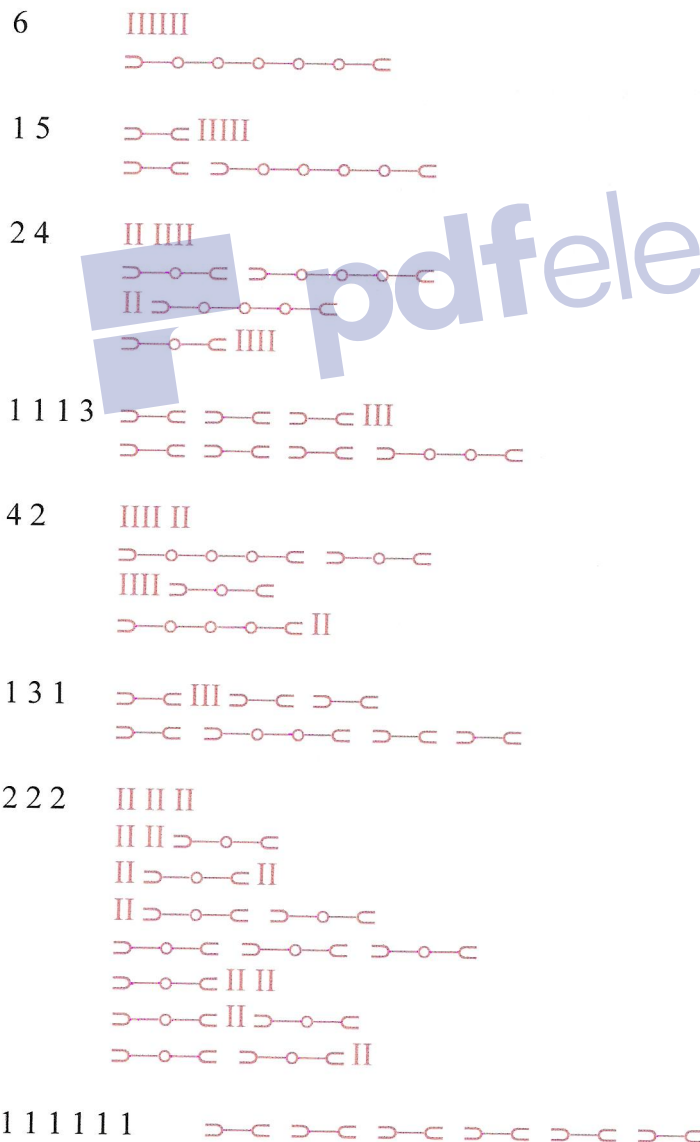 6 IIIIII
1 5 IIIII
2 4 II IIII
II
IIII
1 1 1 3 III
4 2 IIII II
IIII
II
1 3 1 III
2 2 2 II II II
II II
II II
II
II II
II
II
1 1 1 1 1 1
pdfele